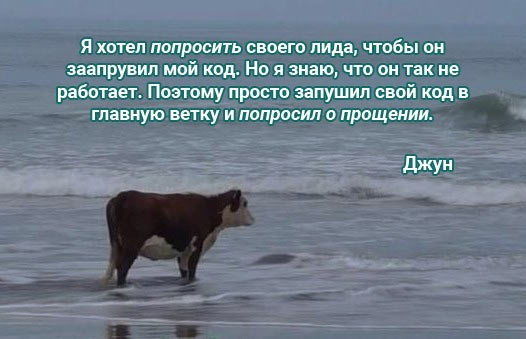 Я хотел попросить своего лида, чтобы он
заапрувил мой код. Но я знаю, что он так не
работает. Поэтому просто запушил свой код в
главную ветку и попросил о прощении.
Джун